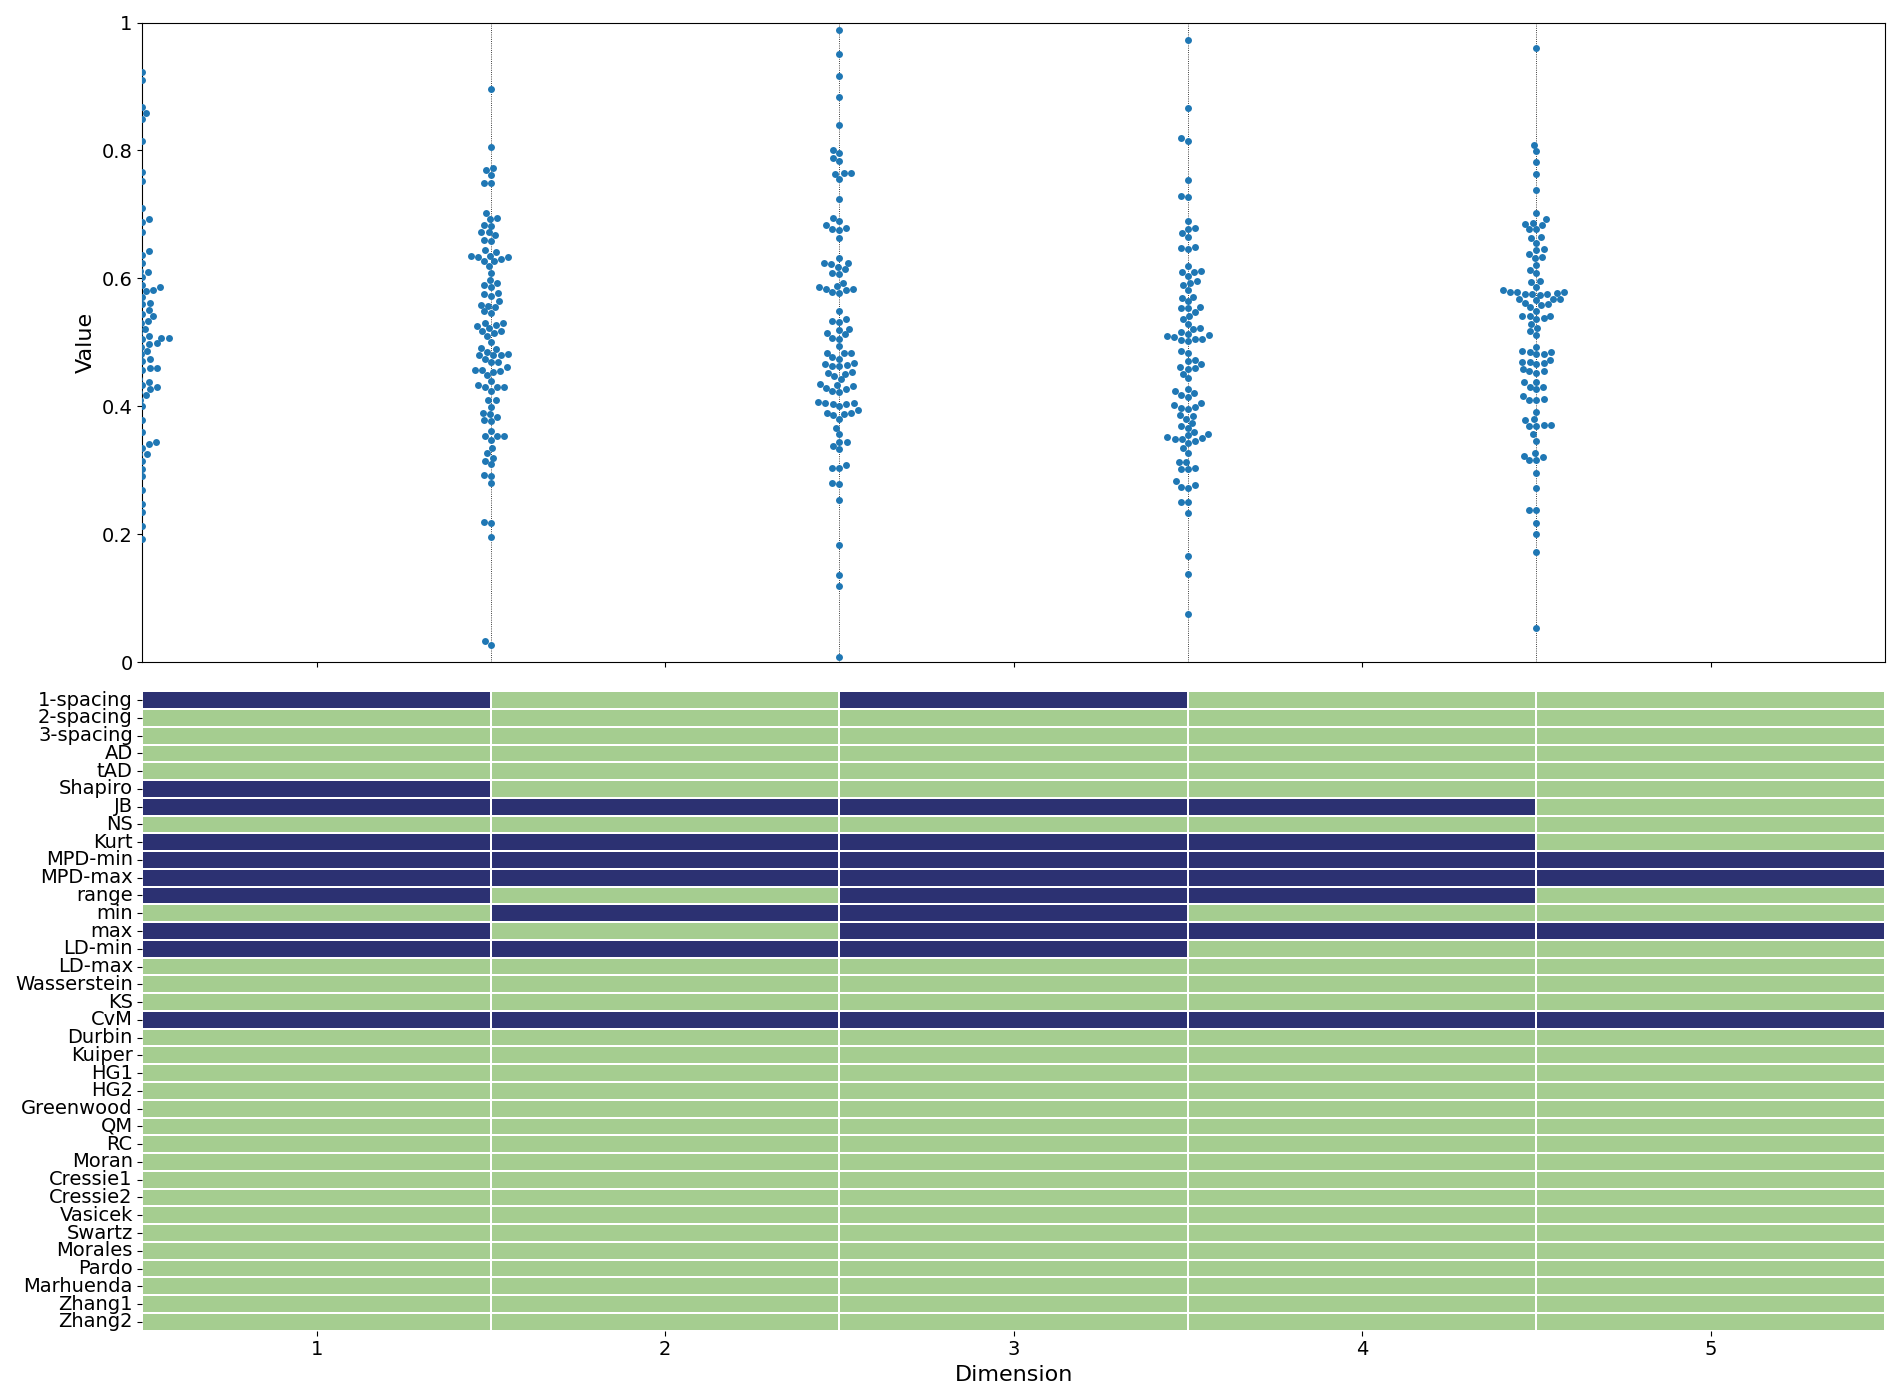 1
0.8
0.6
0.4
0.2
0
Value
1-spacing
2-spacing
3-spacing
AD
tAD
Shapiro
JB
NS
Kurt
MPD-min
MPD-max
range
min
max
LD-min
LD-max
Wasserstein
KS
CvM
Durbin
Kuiper
HG1
HG2
Greenwood
QM
RC
Moran
Cressie1
Cressie2
Vasicek
Swartz
Morales
Pardo
Marhuenda
Zhang1
Zhang2
1 2 3 4 5
Dimension